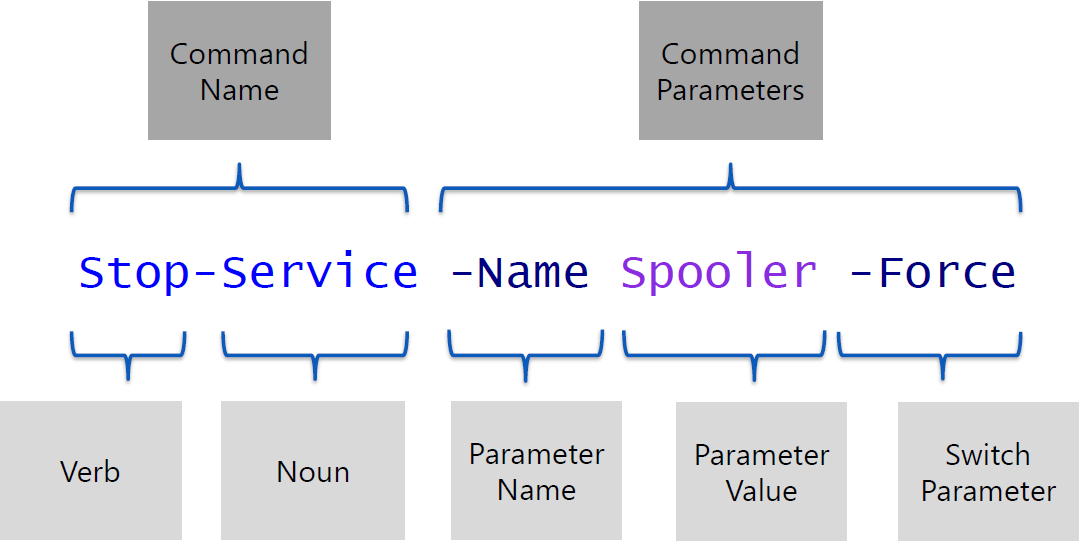 Command
Name
Command
Parameters
Stop-Service -Name Spooler -Force
Verb
Noun
Parameter
Name
Parameter
Value
Switch
Parameter